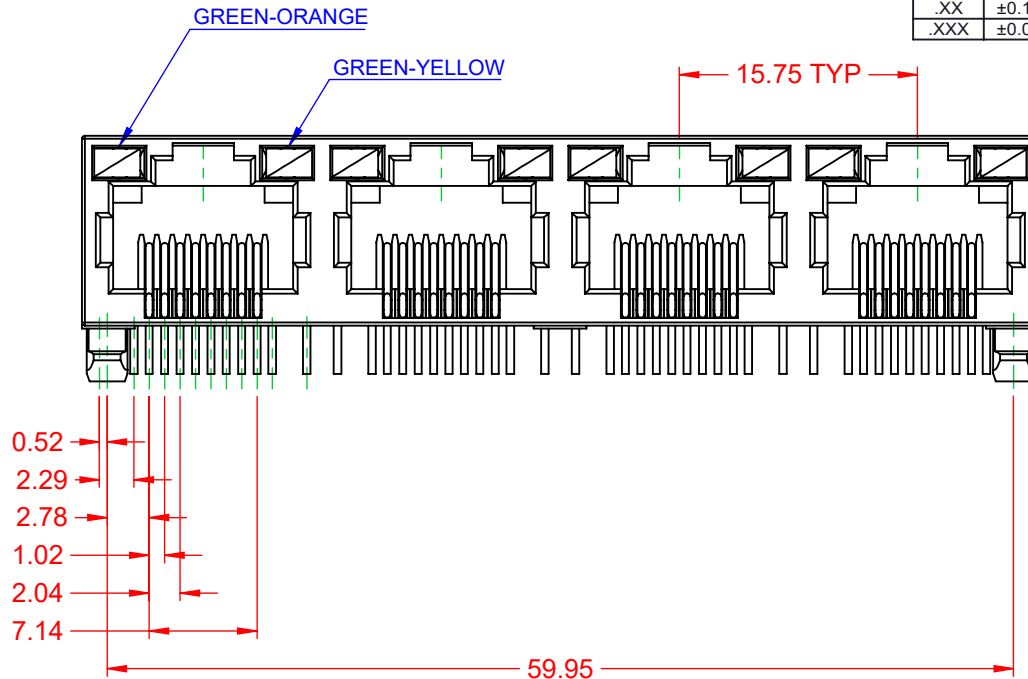 GREEN-ORANGE
.XX
.XXX
GREEN-YELLOW
15.75 TYP
0.52
2.29
2.78
1.02
2.04
7.14
59.95